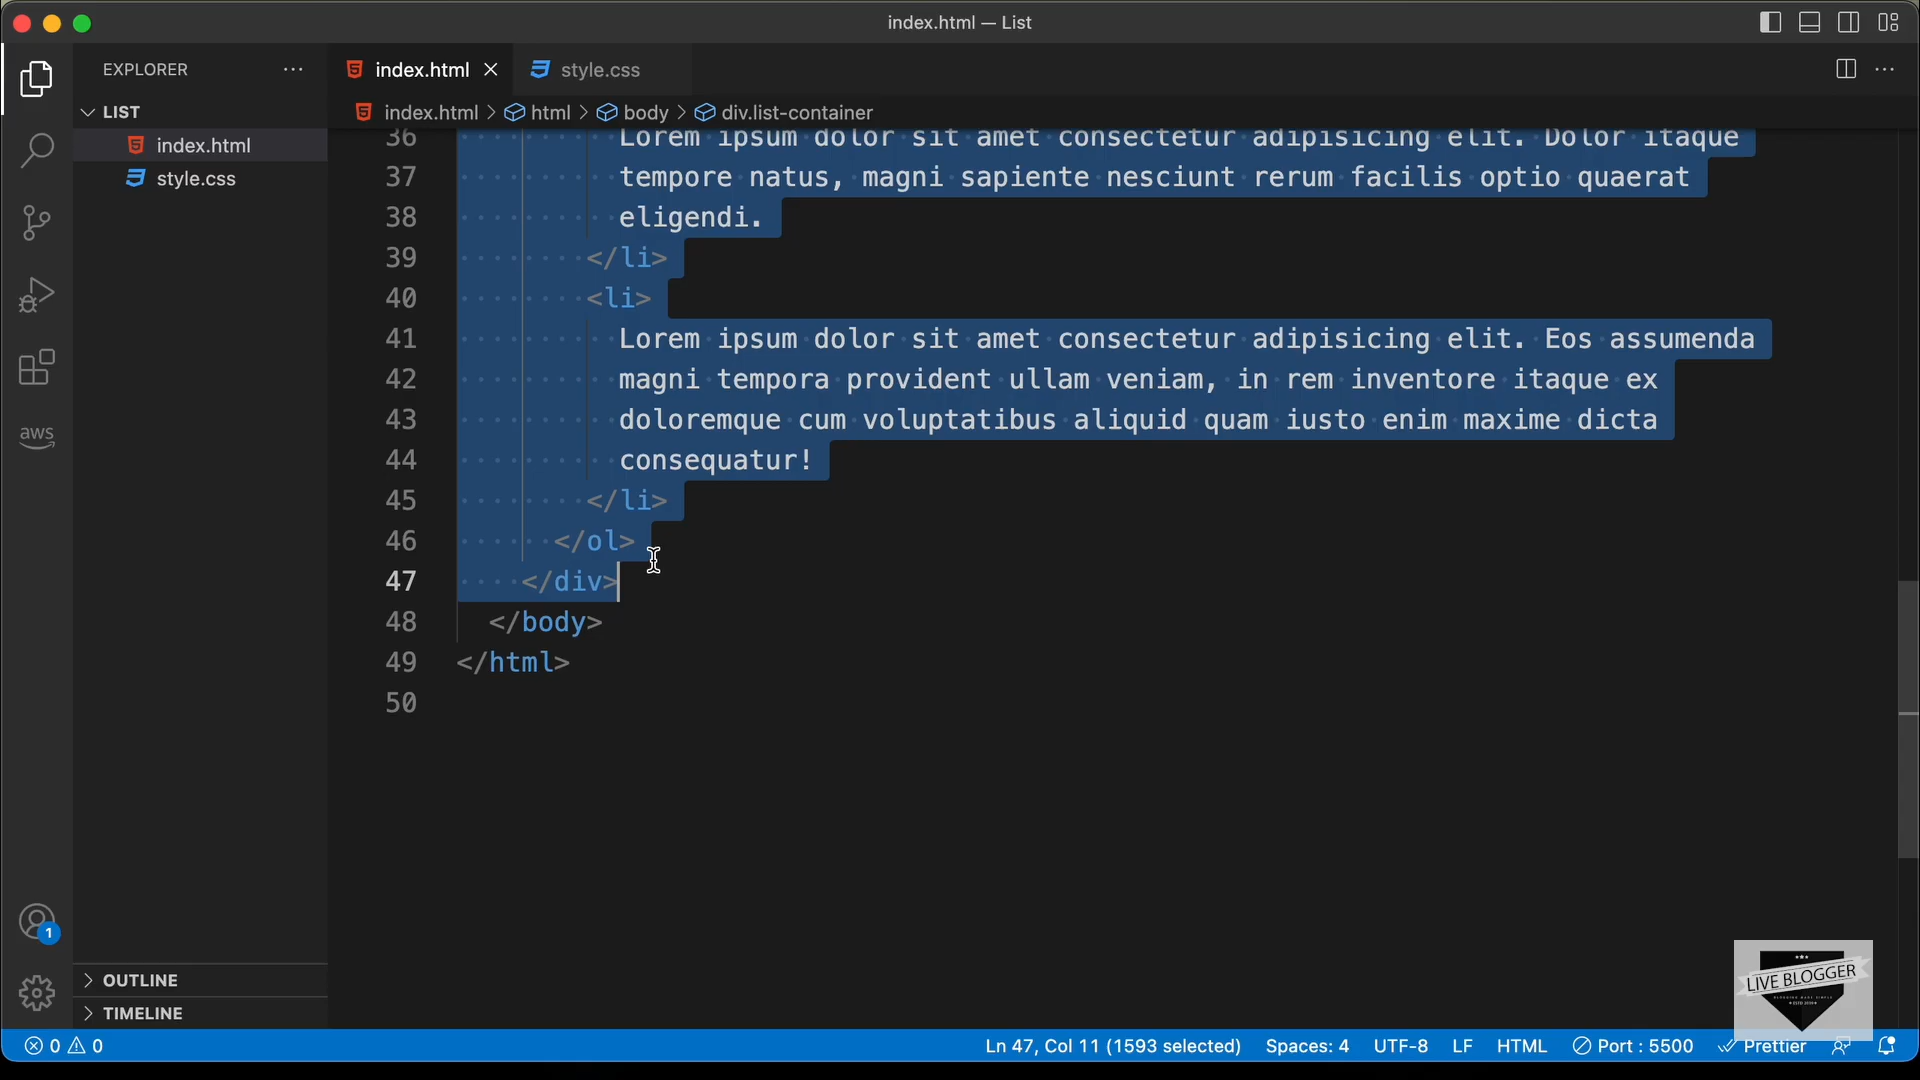 index.html — List
EXPLORER ···
index.html
style.css
LIST
index.html > html > body > div.list-container
index.html
style.css
36 Lorem ipsum dolor sit amet consectetur adipisicing elit. Dolor itaque
37 tempore natus, magni sapiente nesciunt rerum facilis optio quaerat
38 eligendi.
39 </li>
40 <li>
41 Lorem ipsum dolor sit amet consectetur adipisicing elit. Eos assumenda
42 magni tempora provident ullam veniam, in rem inventore itaque ex
43 doloremque cum voluptatibus aliquid quam iusto enim maxime dicta
44 consequatur!
45 </li>
46 </ol>
47 </div>
48 </body>
49 </html>
50
aws
1
OUTLINE
TIMELINE
LIVE BLOGGER
0 0
Ln 47, Col 11 (1593 selected) Spaces: 4 UTF-8 LF HTML Port : 5500 Prettier